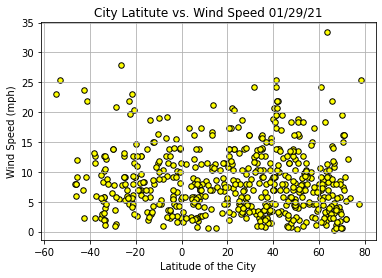 City Latitute vs. Wind Speed 01/29/21
Wind Speed (mph)
35
30
25
20
15
10
5
0
−60 −40 −20 0 20 40 60 80
Latitude of the City